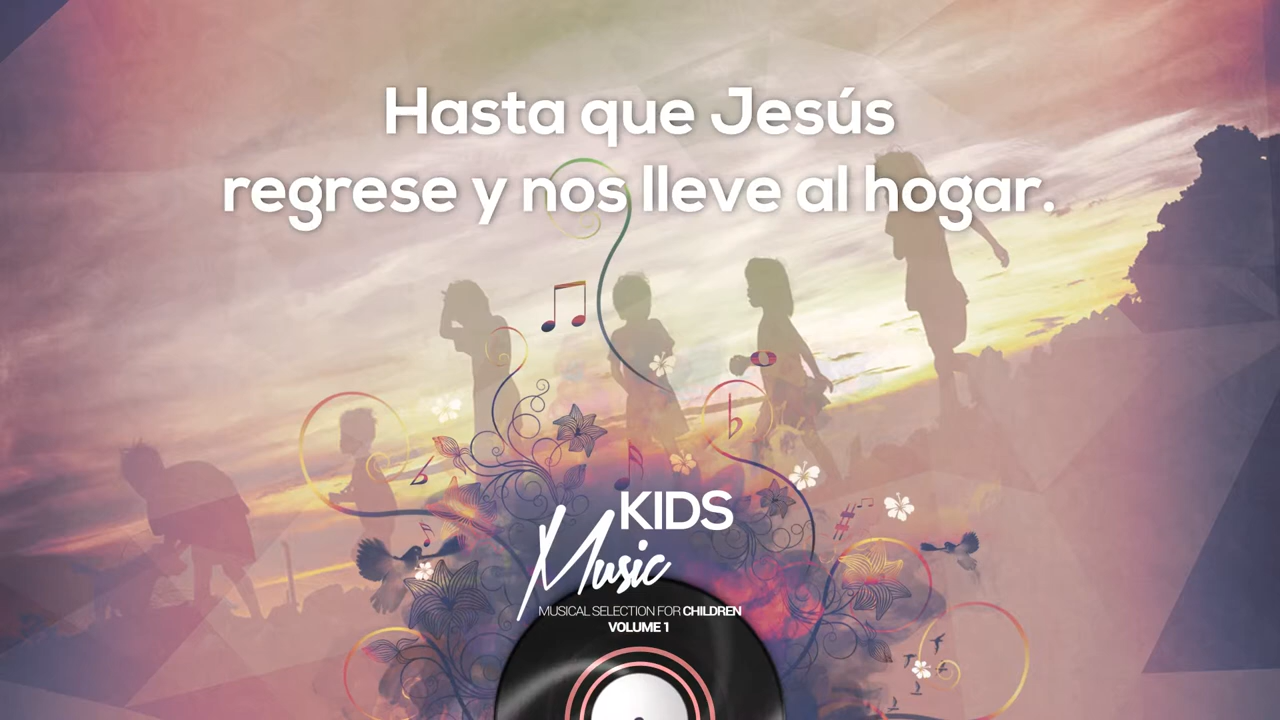 Hasta que Jesús
regrese y nos lleve al hogar.
KIDS
Music
MUSICAL SELECTION FOR CHILDREN
VOLUME 1